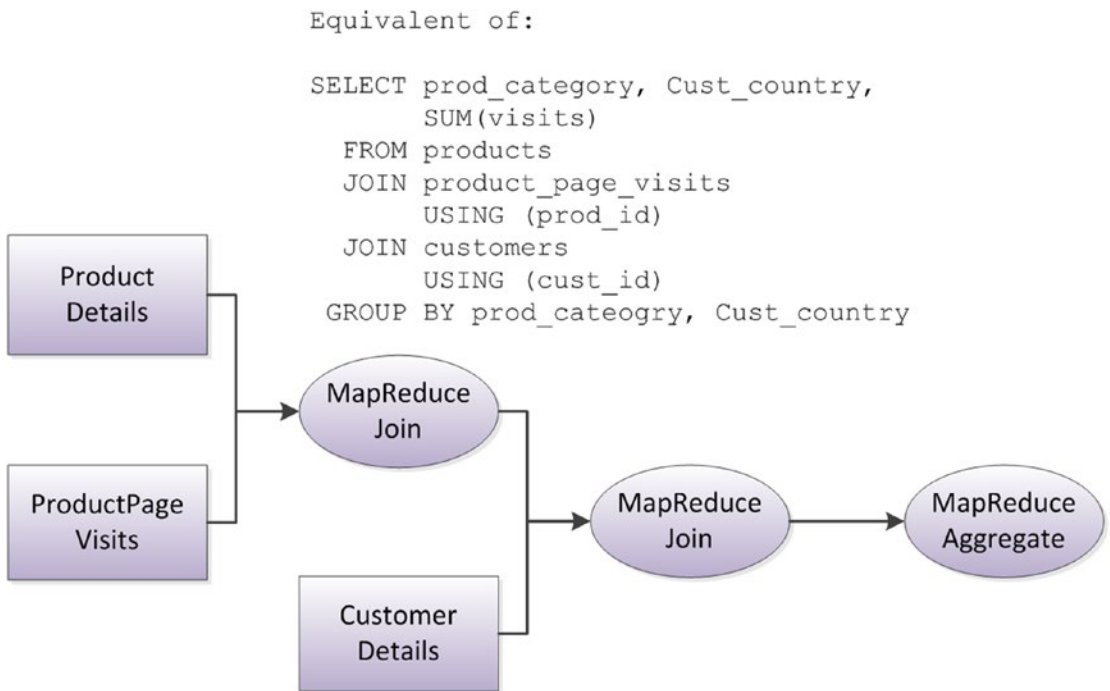 Equivalent of:
SELECT prod_category, Cust_country,
SUM(visits)
FROM products
JOIN product_page_visits
USING (prod_id)
JOIN customers
USING (cust_id)
GROUP BY prod_cateogry, Cust_country
Product
Details
MapReduce
Join
ProductPage
Visits
MapReduce
Join
MapReduce
Aggregate
Customer
Details